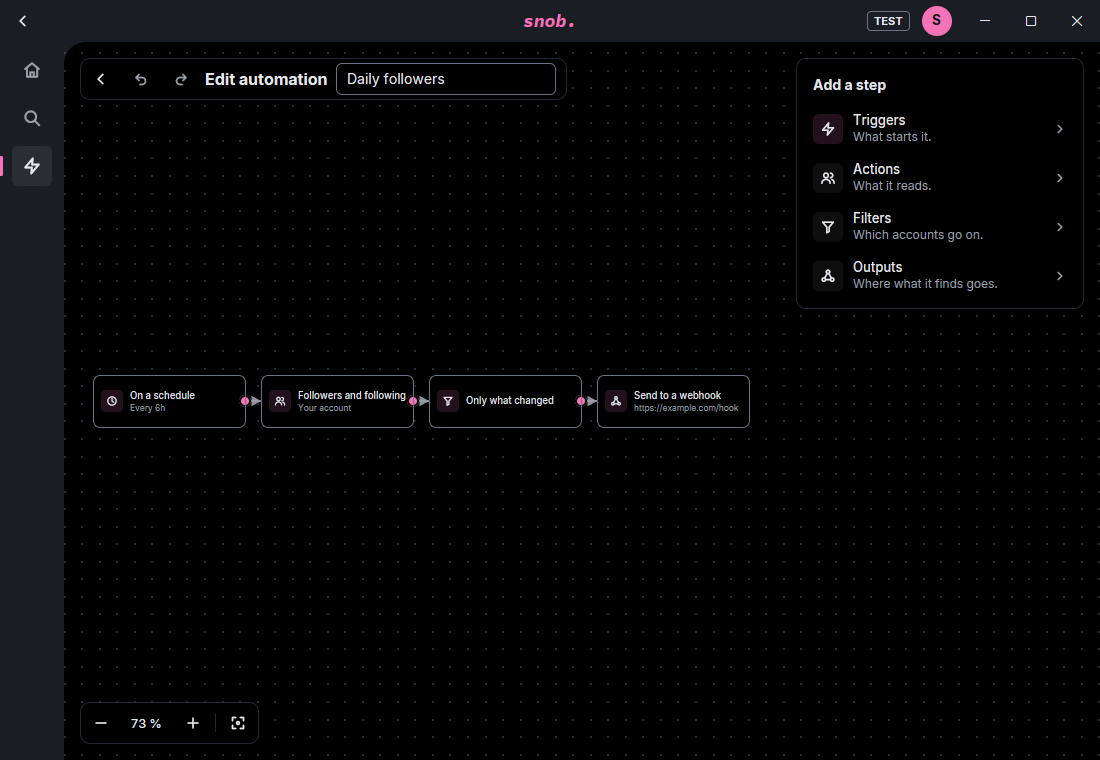 snob.
TEST
S
Edit automation
Daily followers
Add a step
Triggers
What starts it.
Actions
What it reads.
Filters
Which accounts go on.
Outputs
Where what it finds goes.
On a schedule
Every 6h
Followers and following
Your account
Only what changed
Send to a webhook
https://example.com/hook
73 %